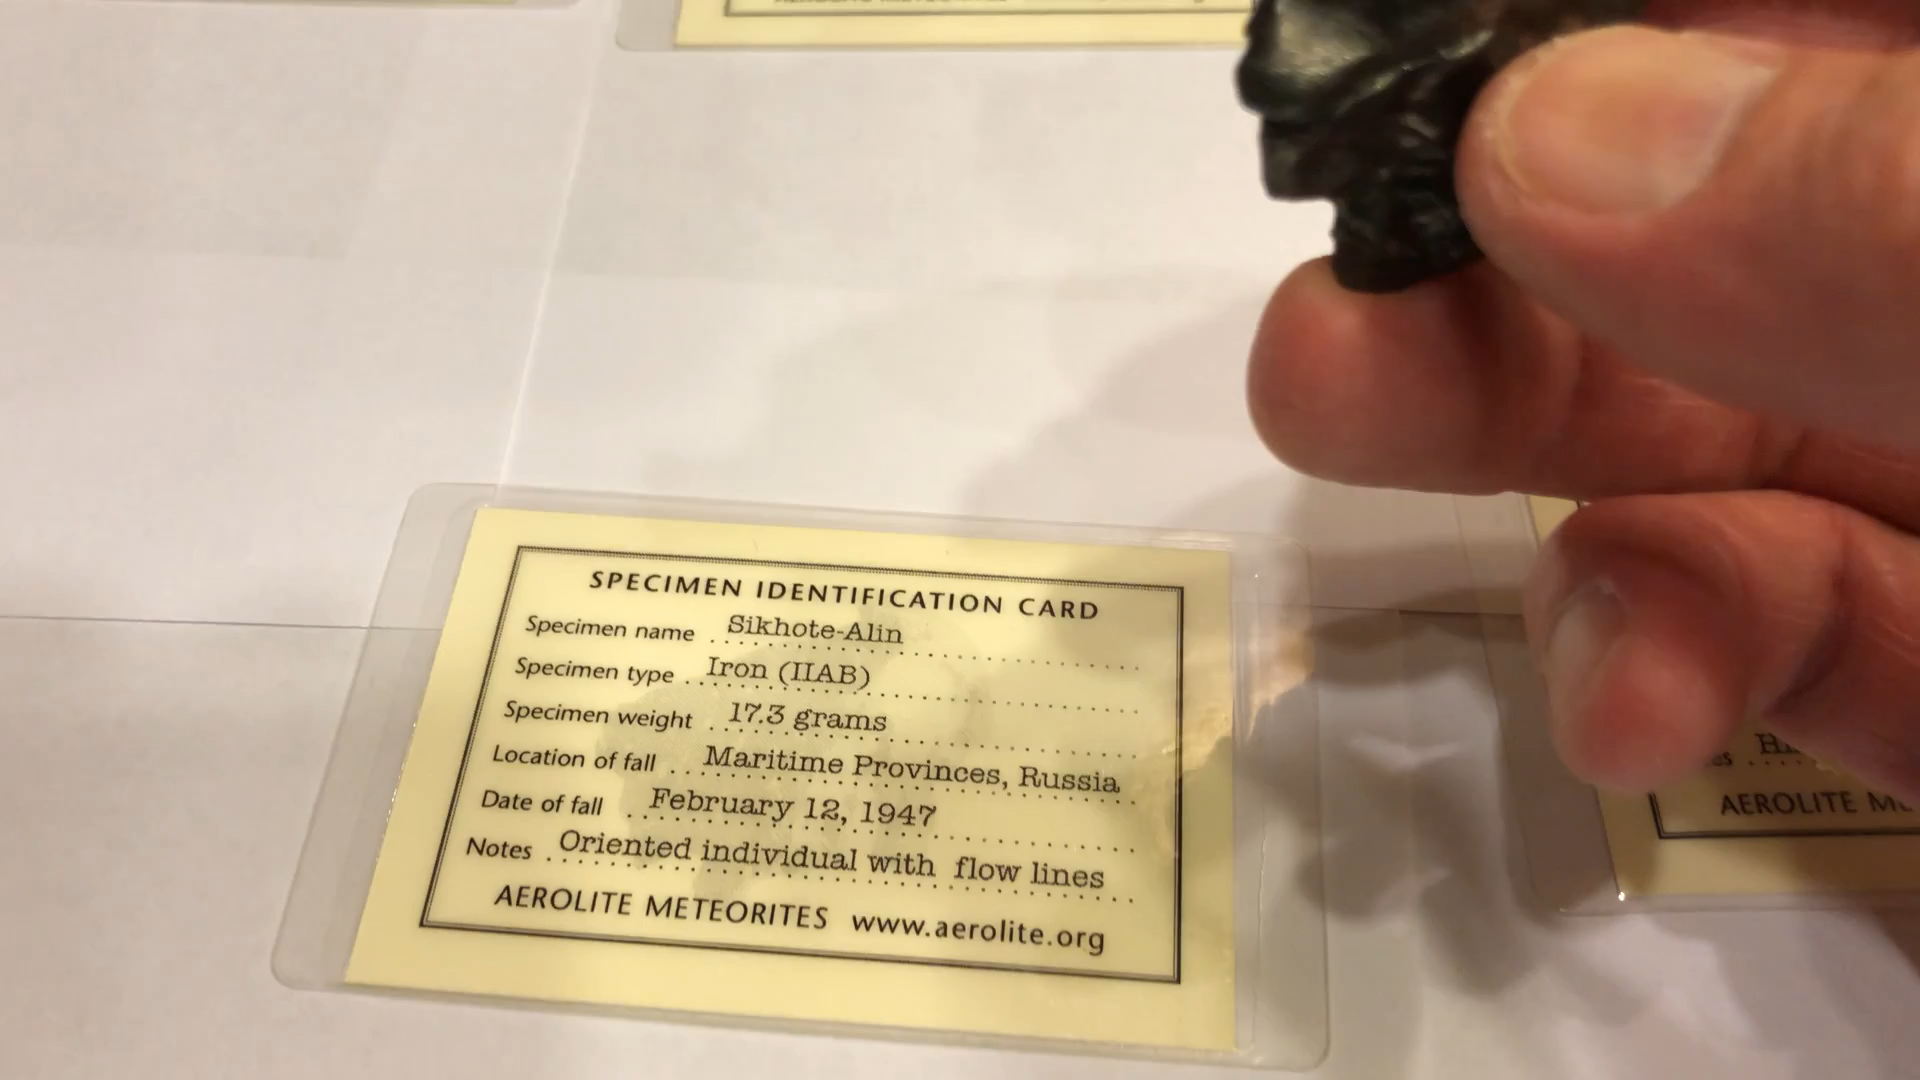 SPECIMEN IDENTIFICATION CARD
Specimen name . Sikhote-Alin
Specimen type . Iron (IIAB)
Specimen weight . 17.3 grams
Location of fall . . Maritime Provinces, Russia
Date of fall . February 12, 1947
Notes . Oriented individual with flow lines
AEROLITE METEORITES www.aerolite.org
AEROLITE